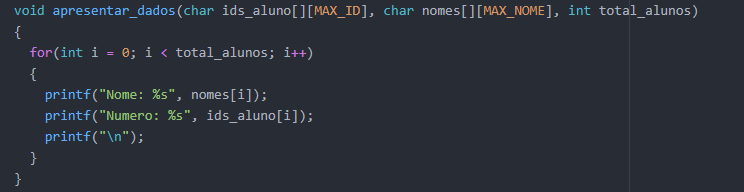 void apresentar_dados(char ids_aluno[][MAX_ID], char nomes[][MAX_NOME], int total_alunos)
{
  for(int i = 0; i < total_alunos; i++)
  {
    printf("Nome: %s", nomes[i]);
    printf("Numero: %s", ids_aluno[i]);
    printf("\n");
  }
}